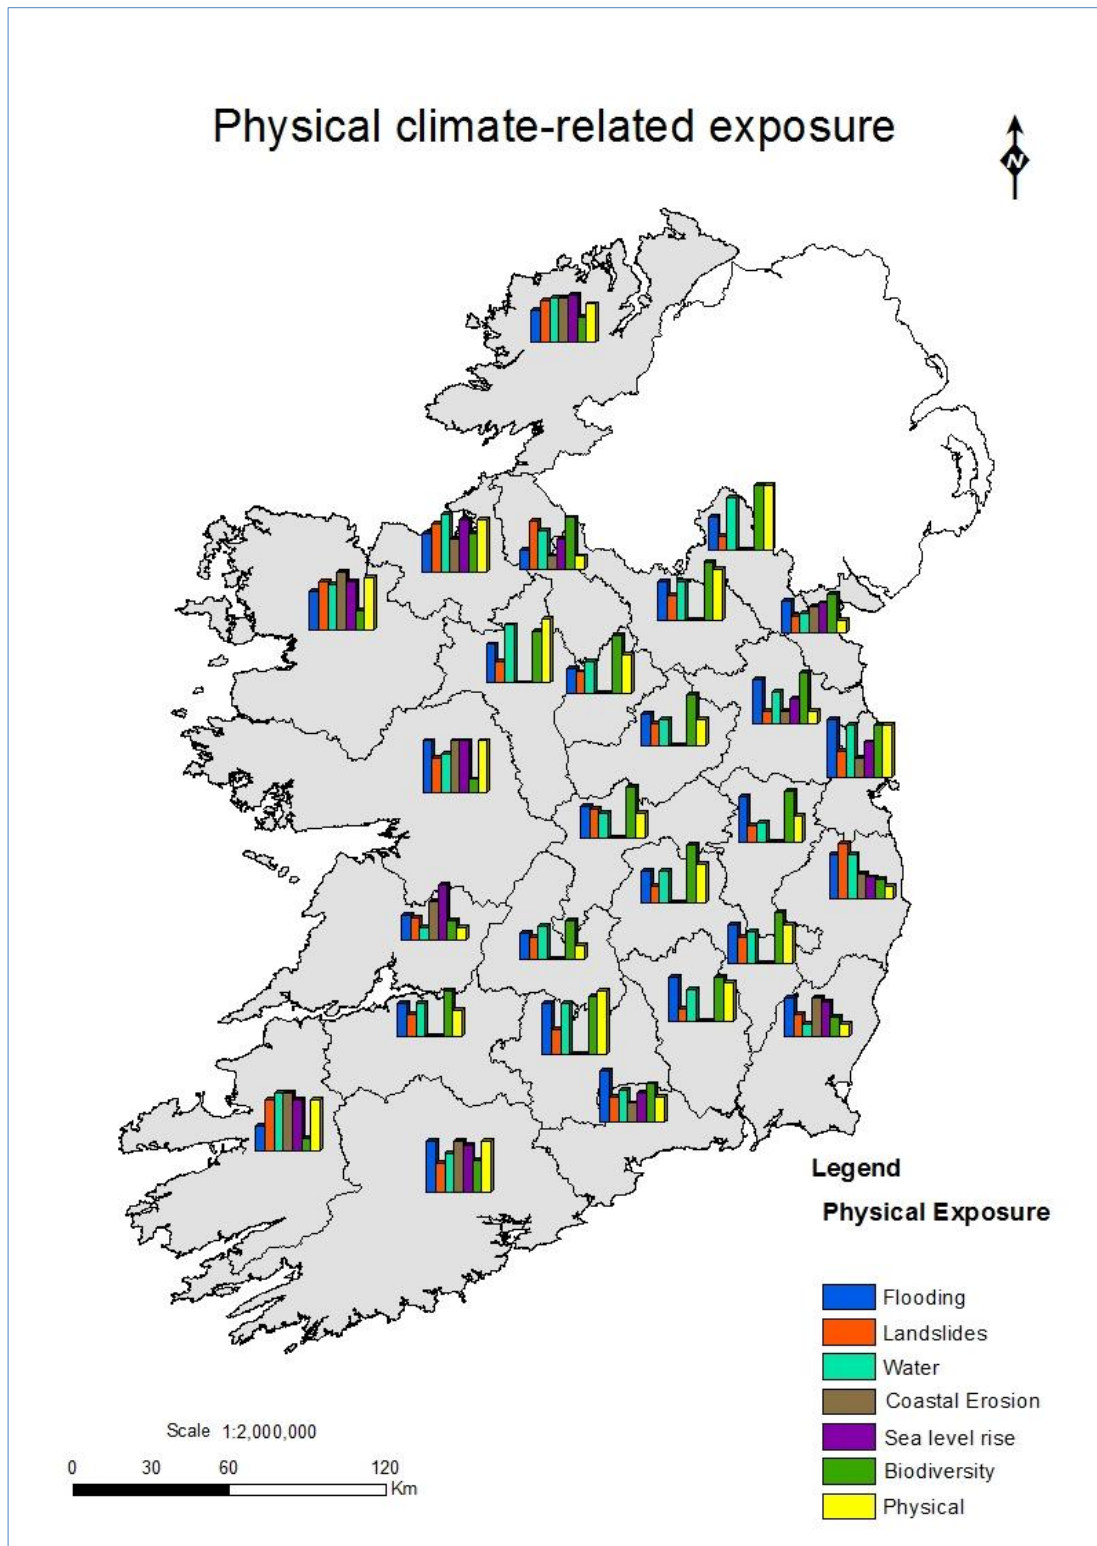 Physical climate-related exposure
N
Legend
Physical Exposure
Flooding
Landslides
Water
Coastal Erosion
Sea level rise
Biodiversity
Physical
Scale 1:2,000,000
0 30 60 120
Km